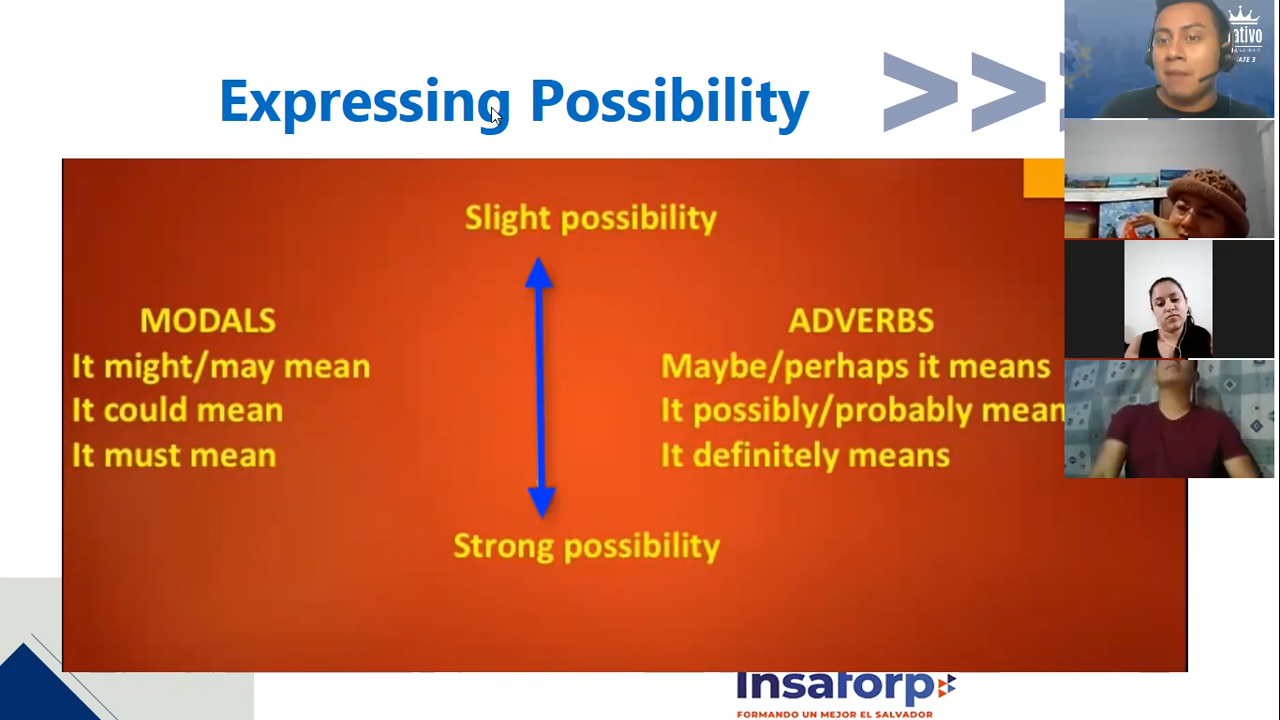 Expressing Possibility
>>
Slight possibility
MODALS
It might/may mean
It could mean
It must mean
ADVERBS
Maybe/perhaps it means
It possibly/probably mean
It definitely means
Strong possibility
Insaforp
FORMANDO UN MEJOR EL SALVADOR
ativo